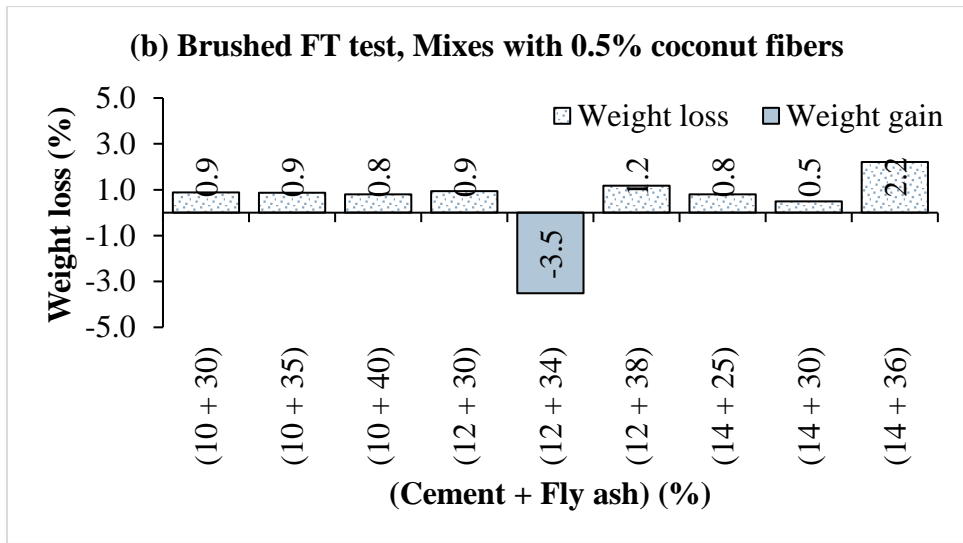 (b) Brushed FT test, Mixes with 0.5% coconut fibers
Weight loss Weight gain
Weight loss (%)
5.0
3.0
1.0
-1.0
-3.0
-5.0
0.9 0.9 0.8 0.9 -3.5 1.2 0.8 0.5 2.2
(10 + 30) (10 + 35) (10 + 40) (12 + 30) (12 + 34) (12 + 38) (14 + 25) (14 + 30) (14 + 36)
(Cement + Fly ash) (%)